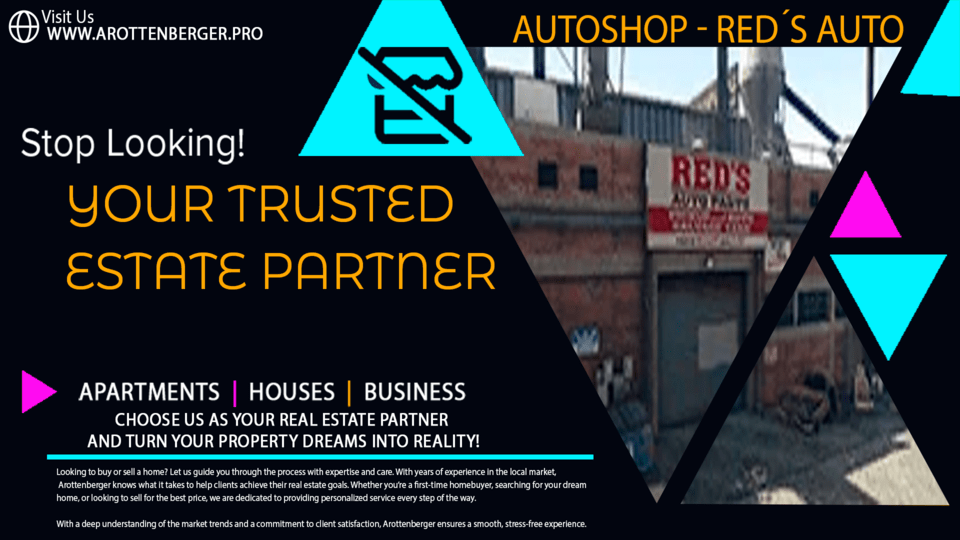 Visit Us
WWW.AROTTENBERGER.PRO
AUTOSHOP - RED´S AUTO
Stop Looking!
YOUR TRUSTED
ESTATE PARTNER
RED'S
AUTO PARTS
APARTMENTS | HOUSES | BUSINESS
CHOOSE US AS YOUR REAL ESTATE PARTNER
AND TURN YOUR PROPERTY DREAMS INTO REALITY!
Looking to buy or sell a home? Let us guide you through the process with expertise and care. With years of experience in the local market,
Arottenberger knows what it takes to help clients achieve their real estate goals. Whether you're a first-time homebuyer, searching for your dream
home, or looking to sell for the best price, we are dedicated to providing personalized service every step of the way.
With a deep understanding of the market trends and a commitment to client satisfaction, Arottenberger ensures a smooth, stress-free experience.